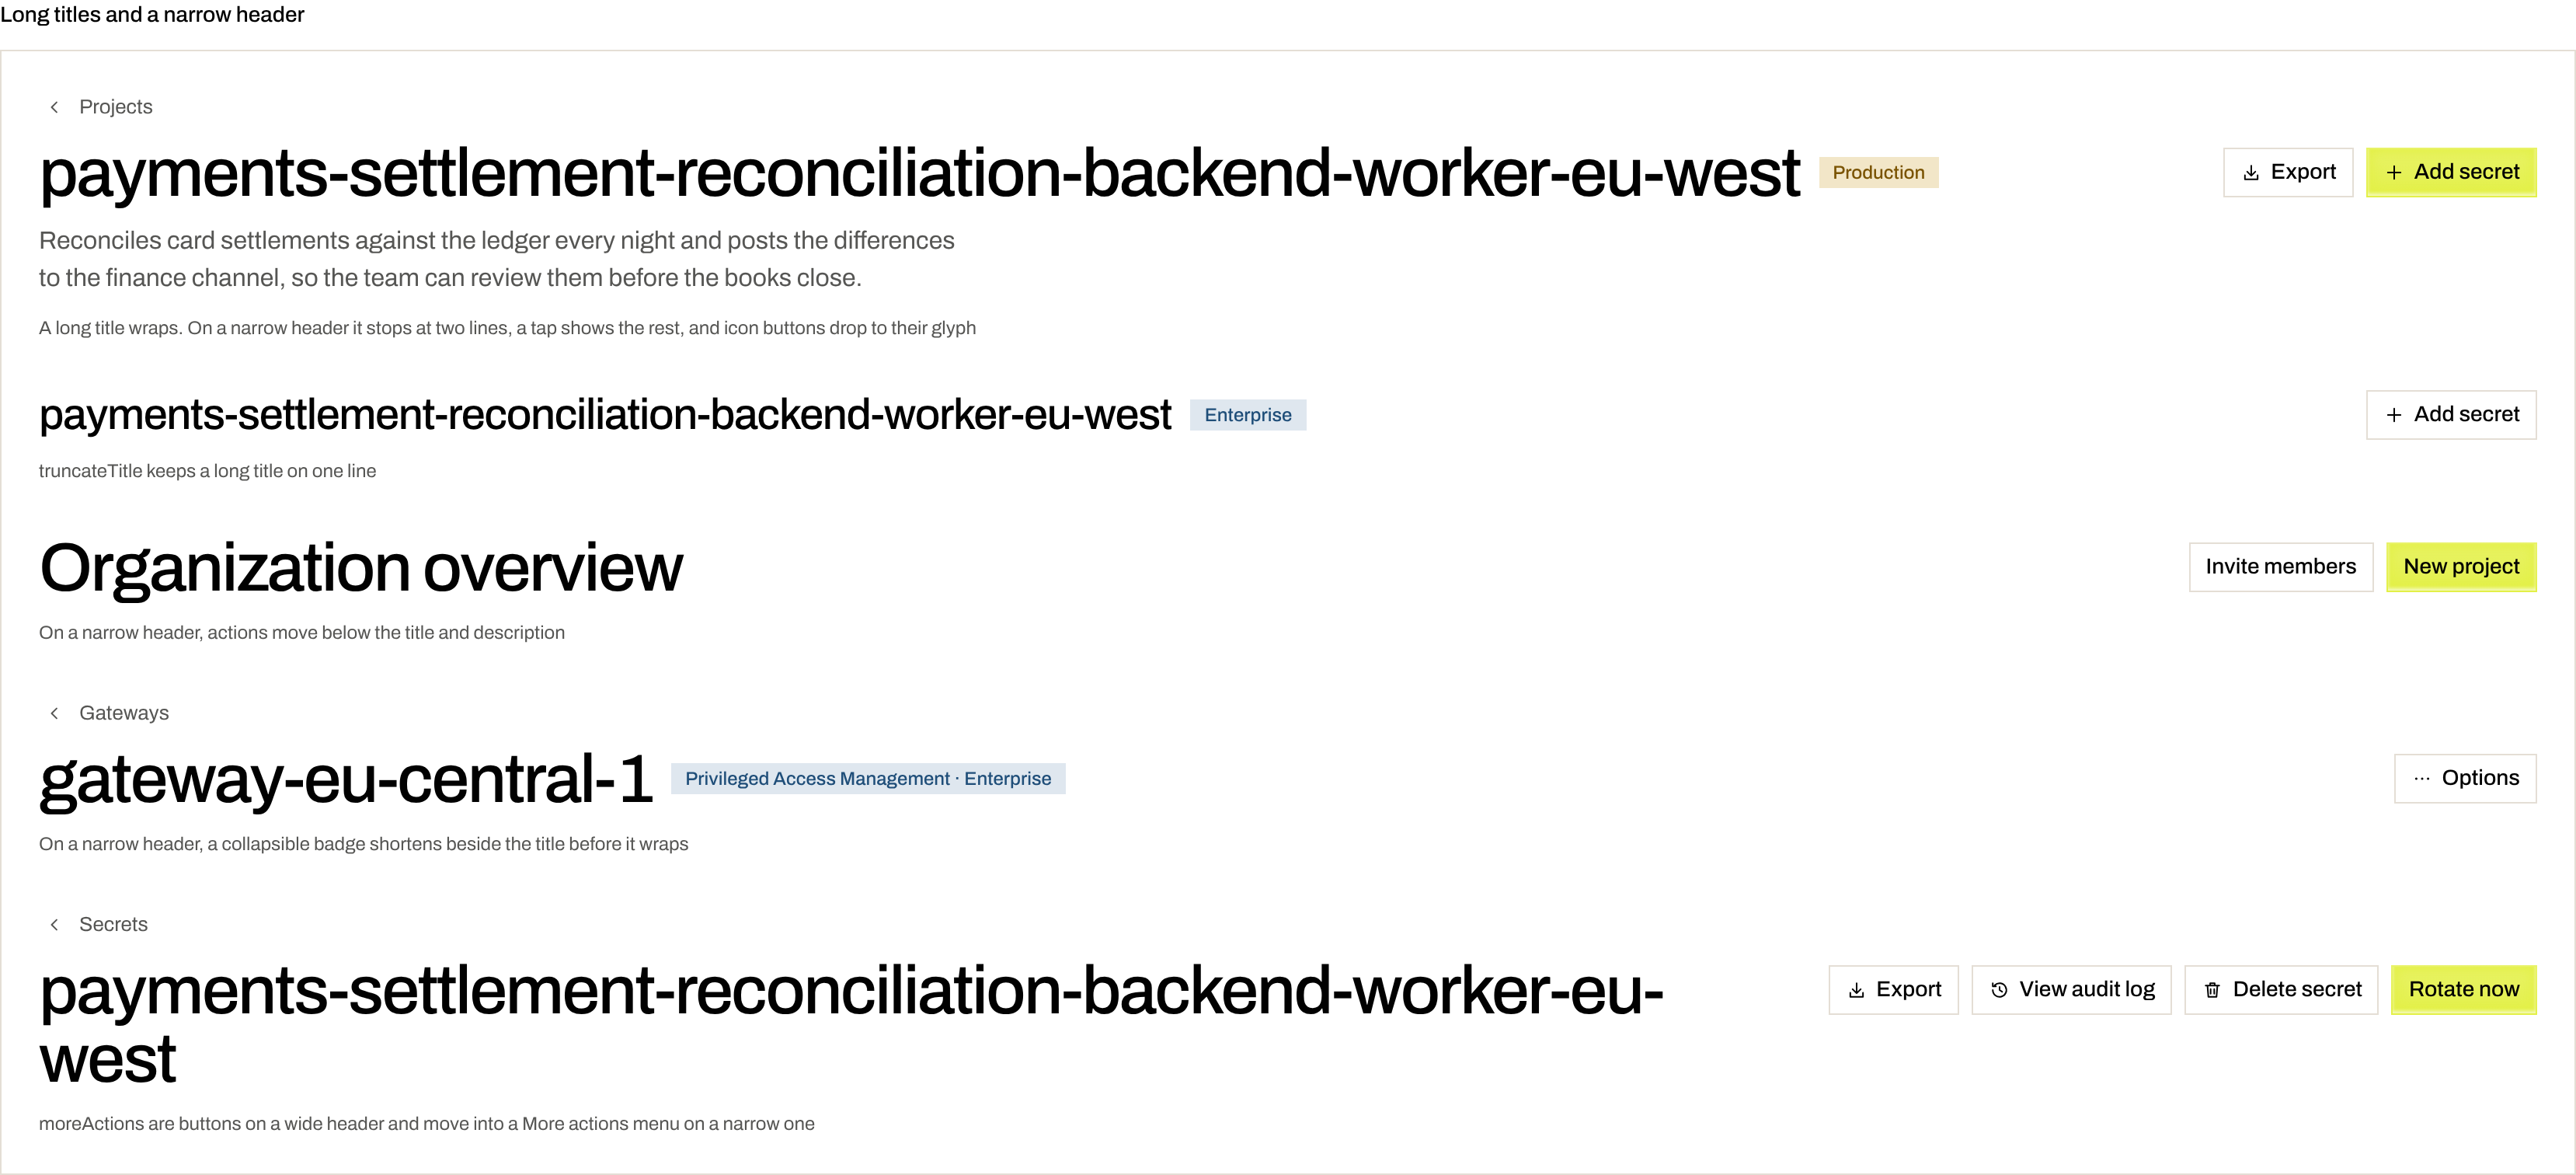 Long titles and a narrow header
Projects
payments-settlement-reconciliation-backend-worker-eu-west Production Export Add secret
Reconciles card settlements against the ledger every night and posts the differences
to the finance channel, so the team can review them before the books close.
A long title wraps. On a narrow header it stops at two lines, a tap shows the rest, and icon buttons drop to their glyph
payments-settlement-reconciliation-backend-worker-eu-west Enterprise Add secret
truncateTitle keeps a long title on one line
Organization overview Invite members New project
On a narrow header, actions move below the title and description
Gateways
gateway-eu-central-1 Privileged Access Management · Enterprise Options
On a narrow header, a collapsible badge shortens beside the title before it wraps
Secrets
payments-settlement-reconciliation-backend-worker-eu- Export View audit log Delete secret Rotate now
west
moreActions are buttons on a wide header and move into a More actions menu on a narrow one